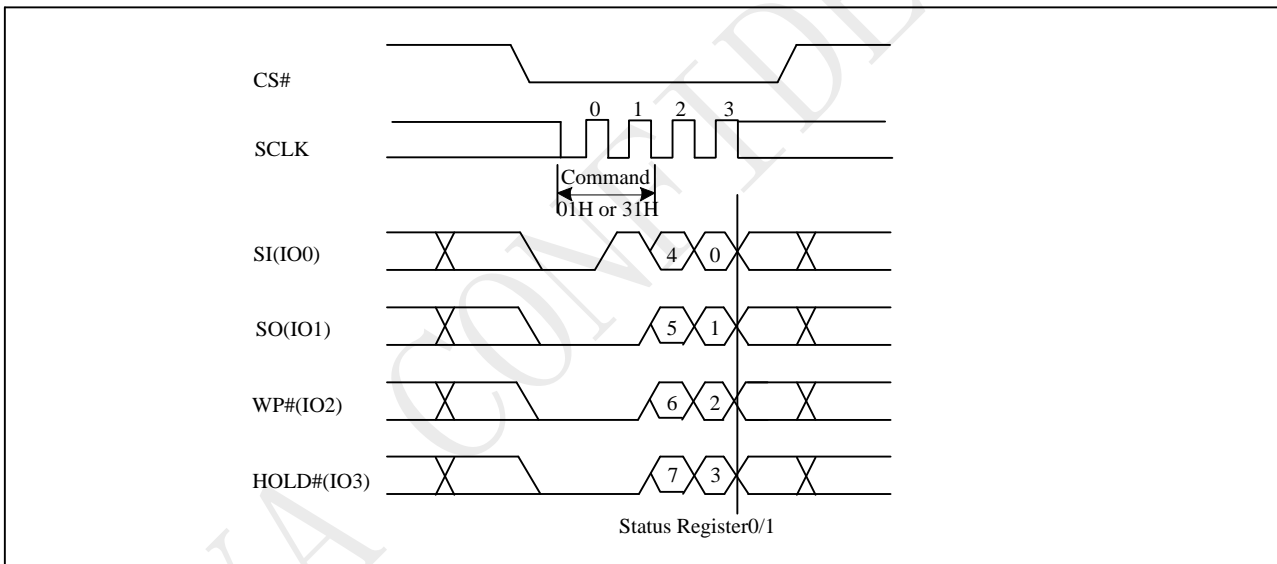 CS#
0 1 2 3
SCLK
Command
01H or 31H
SI(IO0)
4 0
SO(IO1)
5 1
WP#(IO2)
6 2
HOLD#(IO3)
7 3
Status Register0/1